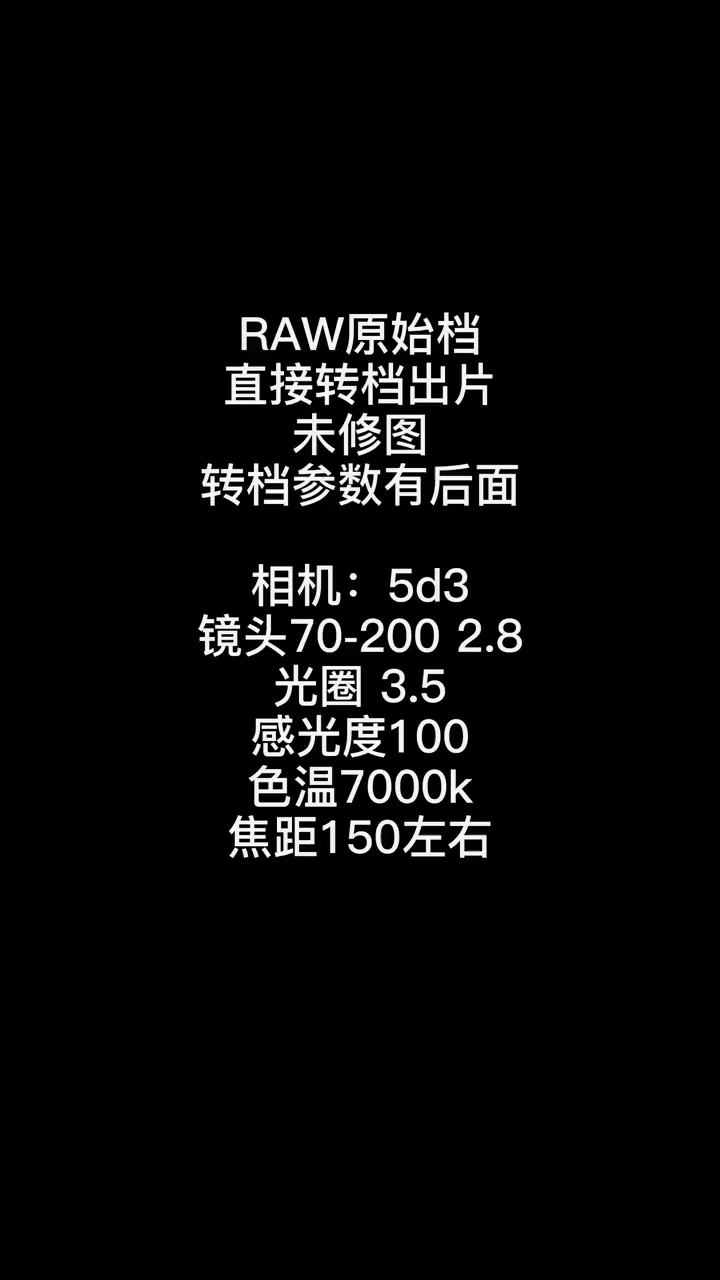 RAW原始档
直接转档出片
未修图
转档参数有后面
相机：5d3
镜头70-200 2.8
光圈 3.5
感光度100
色温7000k
焦距150左右